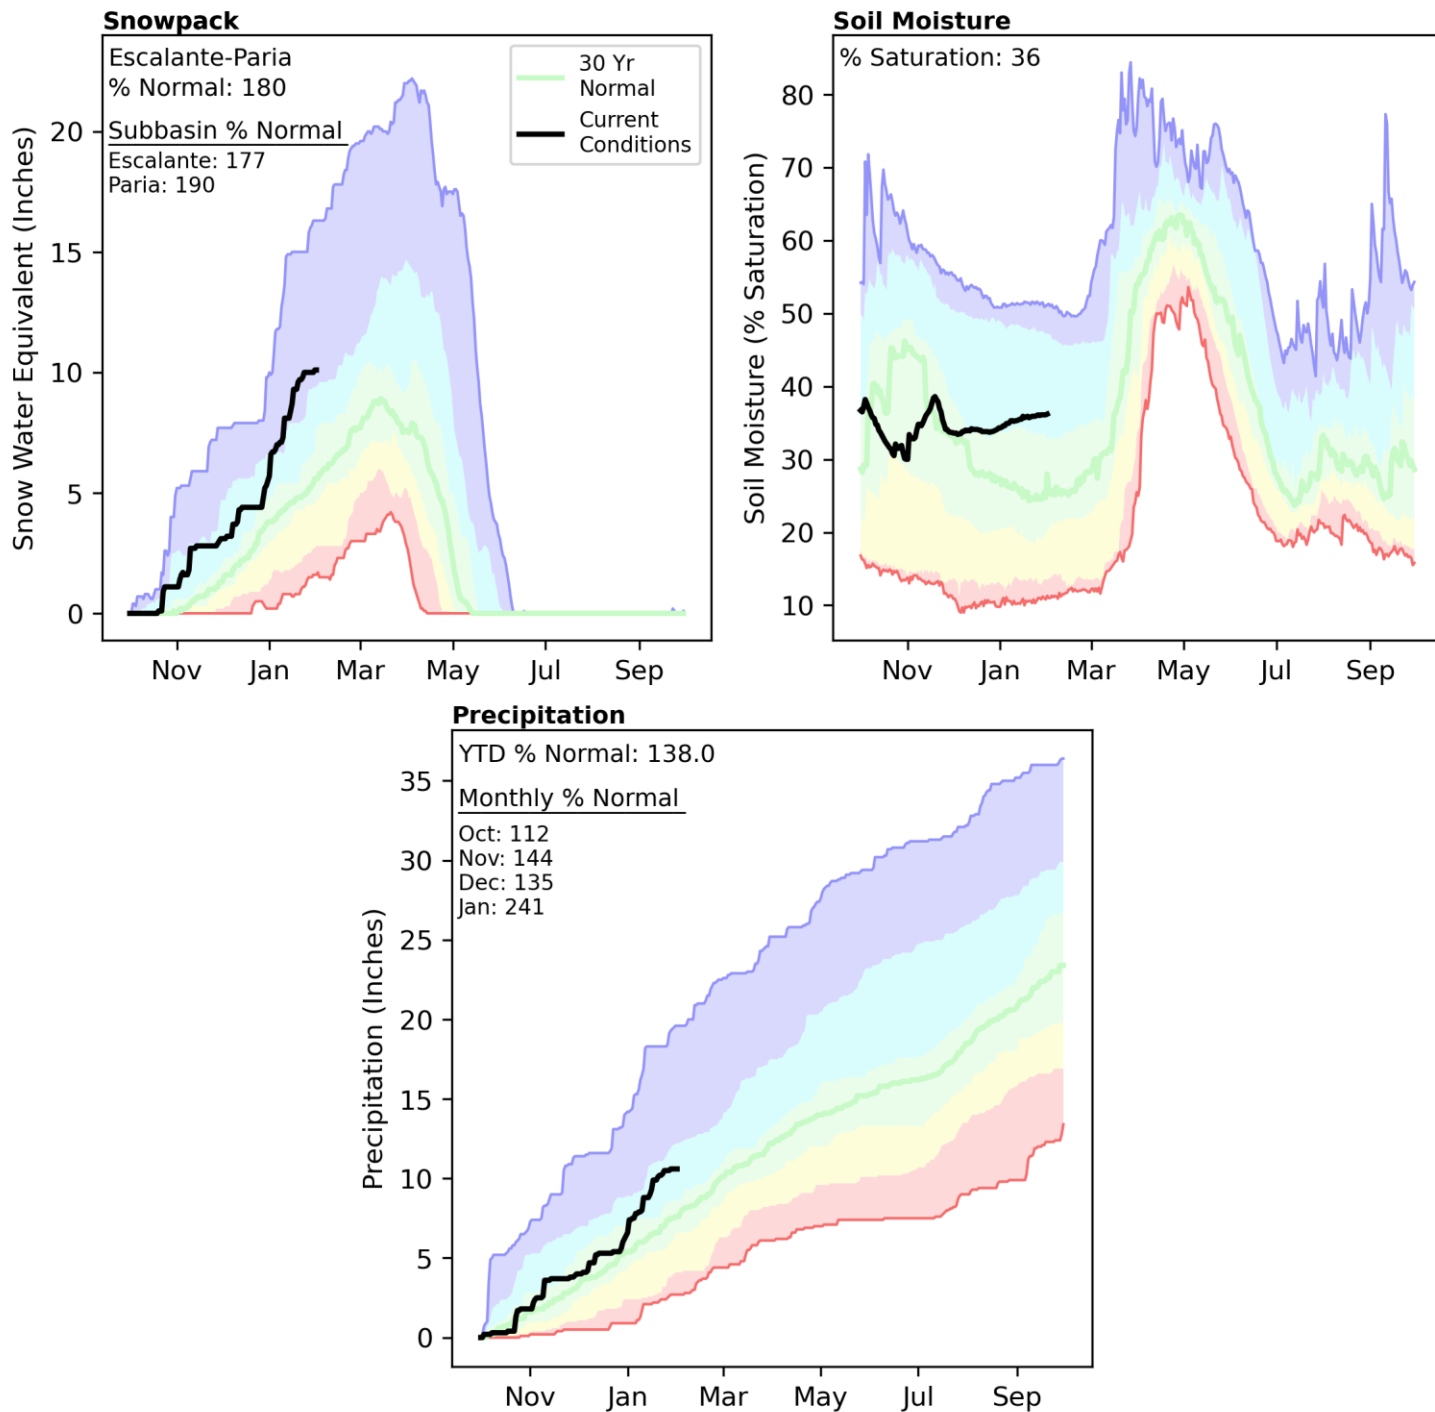 Snowpack
Escalante-Paria
% Normal: 180
Subbasin % Normal
Escalante: 177
Paria: 190
30 Yr
Normal
Current
Conditions
Snow Water Equivalent (Inches)
20
15
10
5
0
Nov Jan Mar May Jul Sep
Soil Moisture
% Saturation: 36
Soil Moisture (% Saturation)
80
70
60
50
40
30
20
10
Nov Jan Mar May Jul Sep
Precipitation
YTD % Normal: 138.0
Monthly % Normal
Oct: 112
Nov: 144
Dec: 135
Jan: 241
Precipitation (Inches)
35
30
25
20
15
10
5
0
Nov Jan Mar May Jul Sep